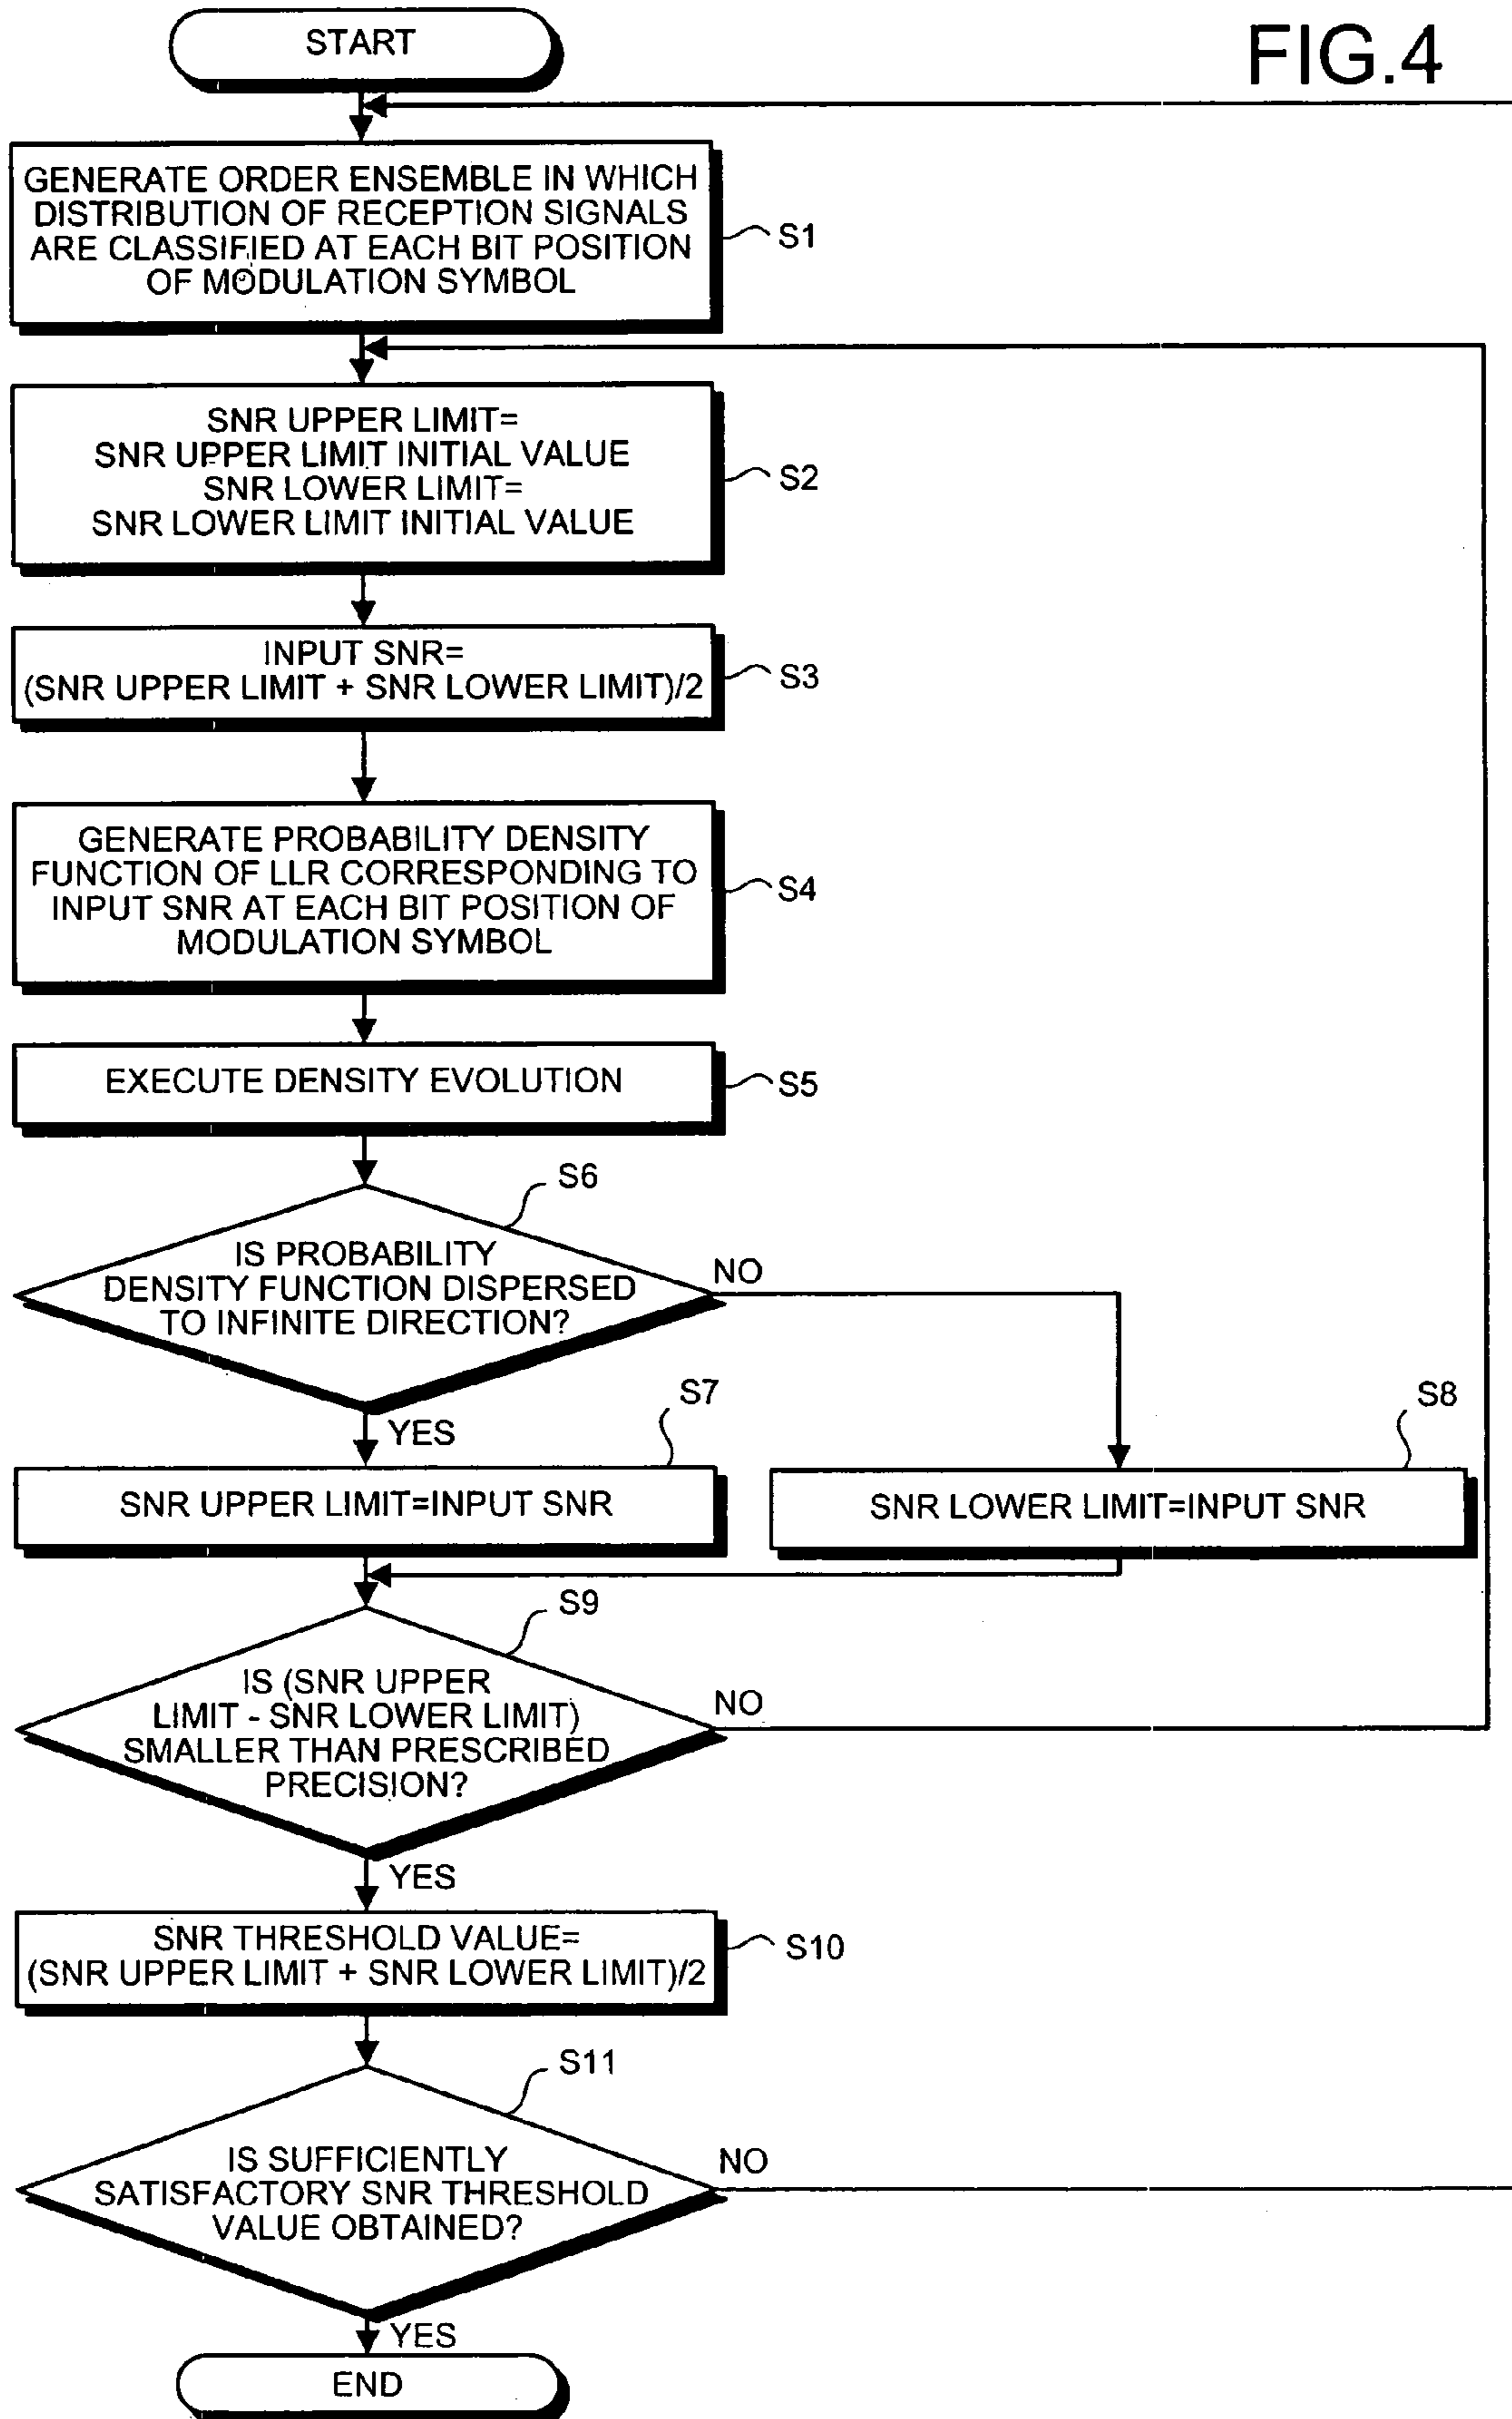 FIG.4
START
GENERATE ORDER ENSEMBLE IN WHICH
DISTRIBUTION OF RECEPTION SIGNALS
ARE CLASSIFIED AT EACH BIT POSITION
OF MODULATION SYMBOL
S1
SNR UPPER LIMIT=
SNR UPPER LIMIT INITIAL VALUE
SNR LOWER LIMIT=
SNR LOWER LIMIT INITIAL VALUE
S2
INPUT SNR=
(SNR UPPER LIMIT + SNR LOWER LIMIT)/2
S3
GENERATE PROBABILITY DENSITY
FUNCTION OF LLR CORRESPONDING TO
INPUT SNR AT EACH BIT POSITION OF
MODULATION SYMBOL
S4
EXECUTE DENSITY EVOLUTION
S5
S6
IS PROBABILITY
DENSITY FUNCTION DISPERSED
TO INFINITE DIRECTION?
NO
YES
S7
SNR UPPER LIMIT=INPUT SNR
S8
SNR LOWER LIMIT=INPUT SNR
S9
IS (SNR UPPER
LIMIT - SNR LOWER LIMIT)
SMALLER THAN PRESCRIBED
PRECISION?
NO
YES
SNR THRESHOLD VALUE=
(SNR UPPER LIMIT + SNR LOWER LIMIT)/2
S10
S11
IS SUFFICIENTLY
SATISFACTORY SNR THRESHOLD
VALUE OBTAINED?
NO
YES
END